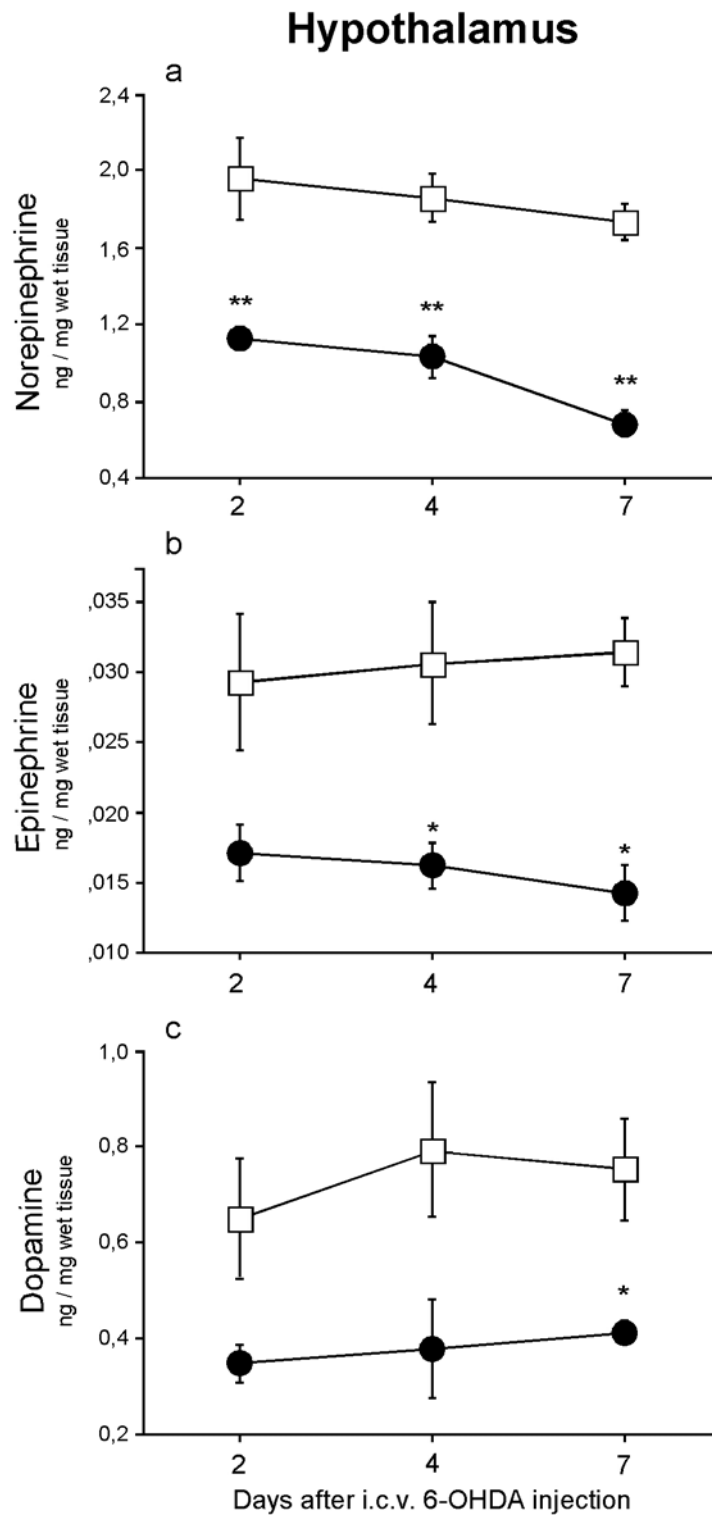 Hypothalamus
a
Norepinephrine
ng / mg wet tissue
2,4
2,0
1,6
1,2
0,8
0,4
**
**
**
2
4
7
b
Epinephrine
ng / mg wet tissue
,035
,030
,025
,020
,015
,010
*
*
2
4
7
c
Dopamine
ng / mg wet tissue
1,0
0,8
0,6
0,4
0,2
*
2
4
7
Days after i.c.v. 6-OHDA injection